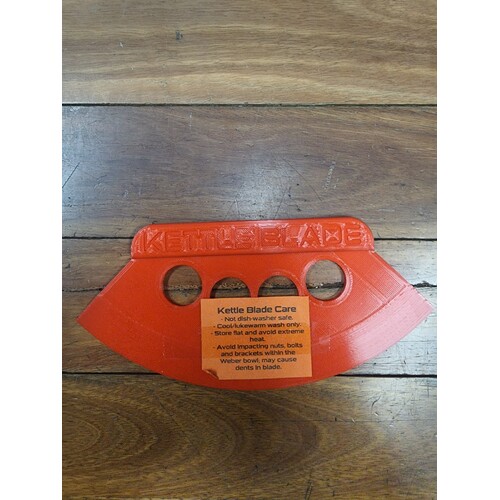 KETTLE BLADE
Kettle Blade Care
- Not dish washer safe.
- Cool/lukewarm wash only.
- Store flat and avoid extreme
heat.
- Avoid impacting nuts, bolts
and brackets within the
Weber bowl, may cause
dents in blade.